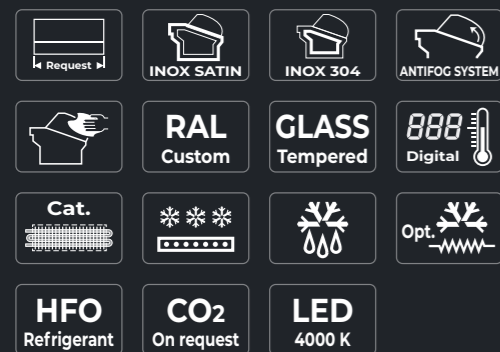 Request
INOX SATIN
INOX 304
ANTIFOG SYSTEM
RAL
Custom
GLASS
Tempered
888
Digital
Cat.
Opt.
HFO
Refrigerant
CO2
On request
LED
4000 K